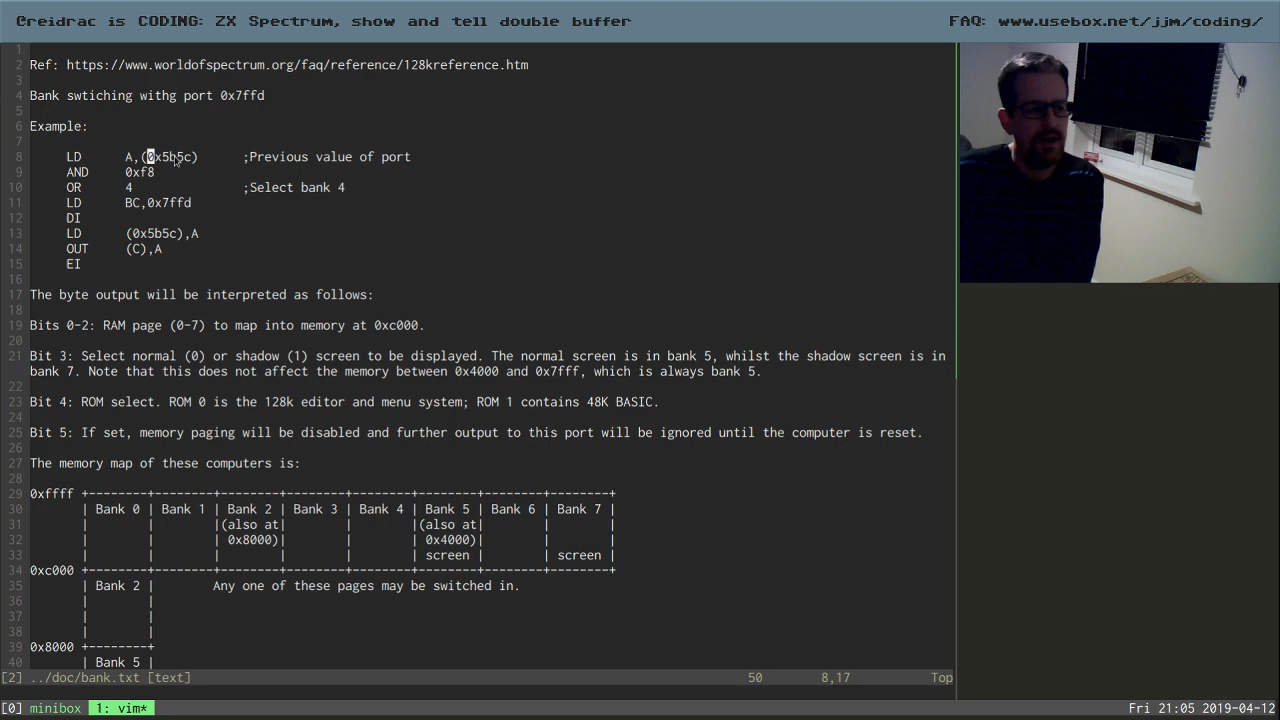 @reidrac is CODING: ZX Spectrum, show and tell double buffer
FAQ: www.usebox.net/jjm/coding/
1
2 Ref: https://www.worldofspectrum.org/faq/reference/128kreference.htm
3
4 Bank swtiching withg port 0x7ffd
5
6 Example:
7
8 LD A,(0x5b5c) ;Previous value of port
9 AND 0xf8
10 OR 4 ;Select bank 4
11 LD BC,0x7ffd
12 DI
13 LD (0x5b5c),A
14 OUT (C),A
15 EI
16
17 The byte output will be interpreted as follows:
18
19 Bits 0-2: RAM page (0-7) to map into memory at 0xc000.
20
21 Bit 3: Select normal (0) or shadow (1) screen to be displayed. The normal screen is in bank 5, whilst the shadow screen is in
bank 7. Note that this does not affect the memory between 0x4000 and 0x7fff, which is always bank 5.
22
23 Bit 4: ROM select. ROM 0 is the 128k editor and menu system; ROM 1 contains 48K BASIC.
24
25 Bit 5: If set, memory paging will be disabled and further output to this port will be ignored until the computer is reset.
26
27 The memory map of these computers is:
28
29 0xffff +--------+--------+--------+--------+--------+--------+--------+--------+
30 | Bank 0 | Bank 1 | Bank 2 | Bank 3 | Bank 4 | Bank 5 | Bank 6 | Bank 7 |
31 | | |(also at| | |(also at| | |
32 | | | 0x8000)| | | 0x4000)| | |
33 | | | | | | screen | | screen |
34 0xc000 +--------+--------+--------+--------+--------+--------+--------+--------+
35 | Bank 2 | Any one of these pages may be switched in.
36 | |
37 | |
38 | |
39 0x8000 +--------+
40 | Bank 5 |
[2] ../doc/bank.txt [text] 50 8,17 Top
[0] minibox 1: vim* Fri 21:05 2019-04-12